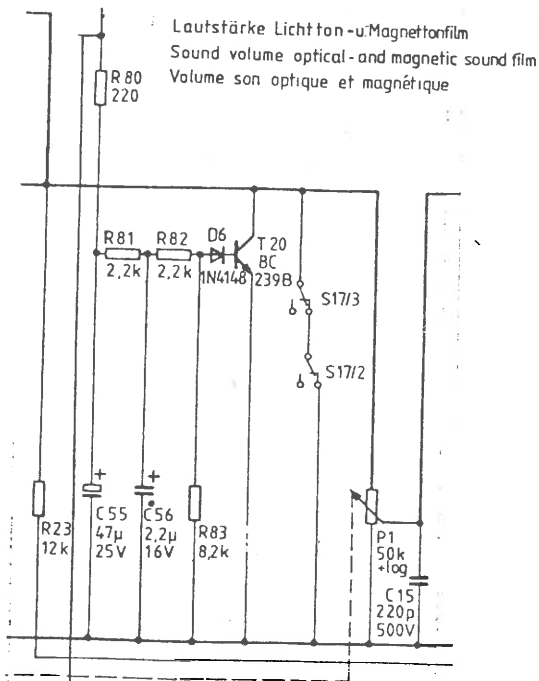 Lautstärke Lichtton-u.Magnettonfilm
Sound volume optical-and magnetic sound film
Volume son optique et magnétique
R80
220
R81
2,2k
R82
2,2k
D6
1N4148
T20
BC
239B
S17/3
S17/2
R23
12k
+
C55
47µ
25V
+
C56
2,2µ
16V
R83
8,2k
P1
50k
+log
C15
220p
500V